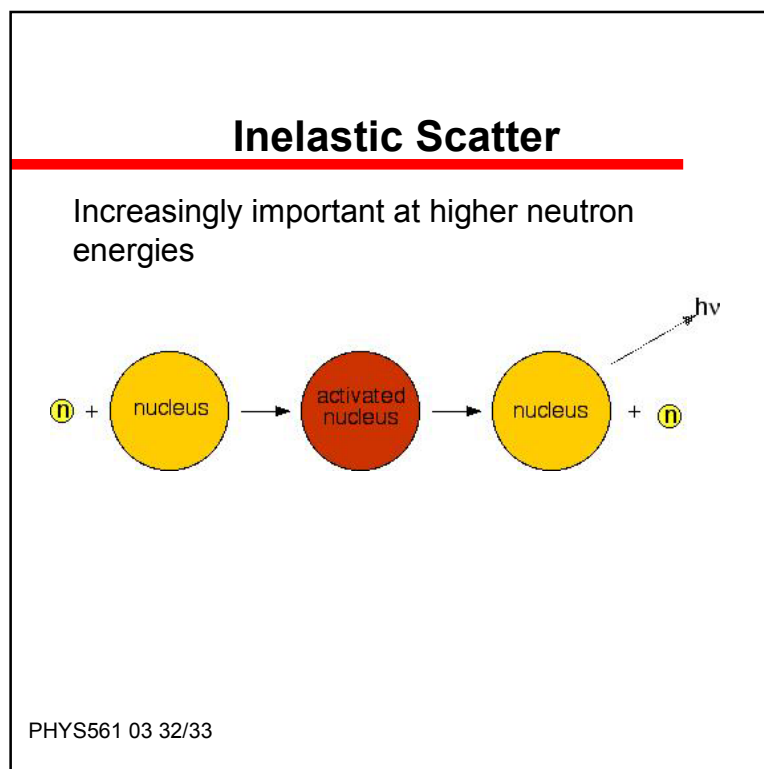 Inelastic Scatter
Increasingly important at higher neutron
energies
hν
n + nucleus activated nucleus nucleus + n
PHYS561 03 32/33